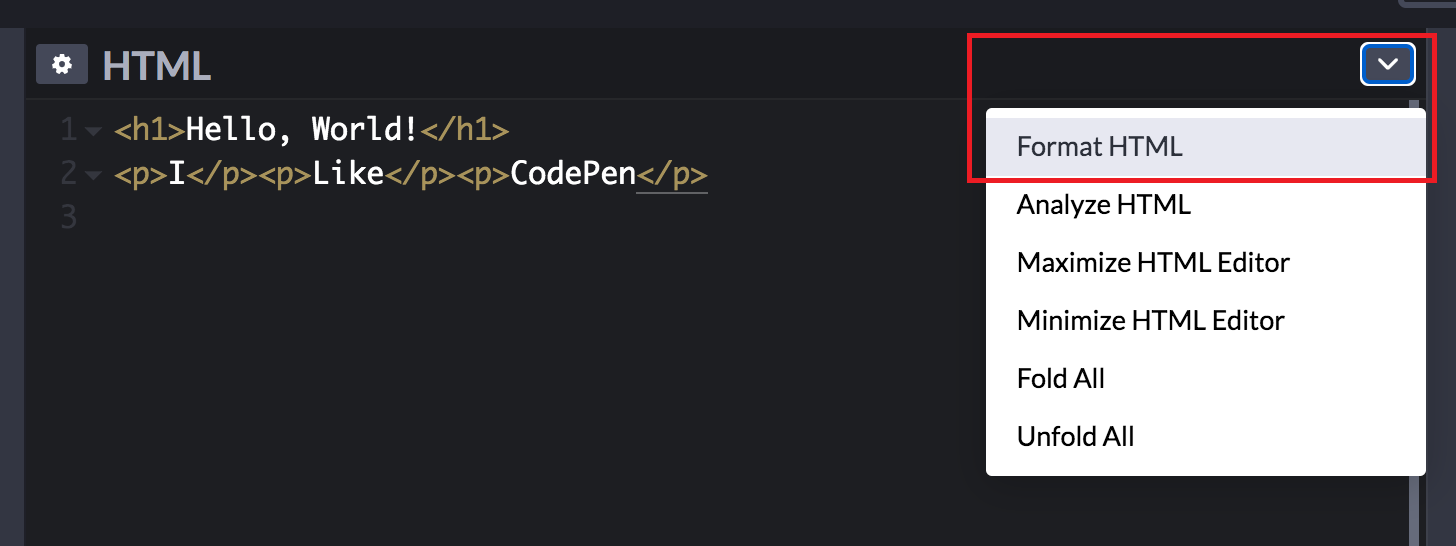 HTML
1 <h1>Hello, World!</h1>
2 <p>I</p><p>Like</p><p>CodePen</p>
3
Format HTML
Analyze HTML
Maximize HTML Editor
Minimize HTML Editor
Fold All
Unfold All